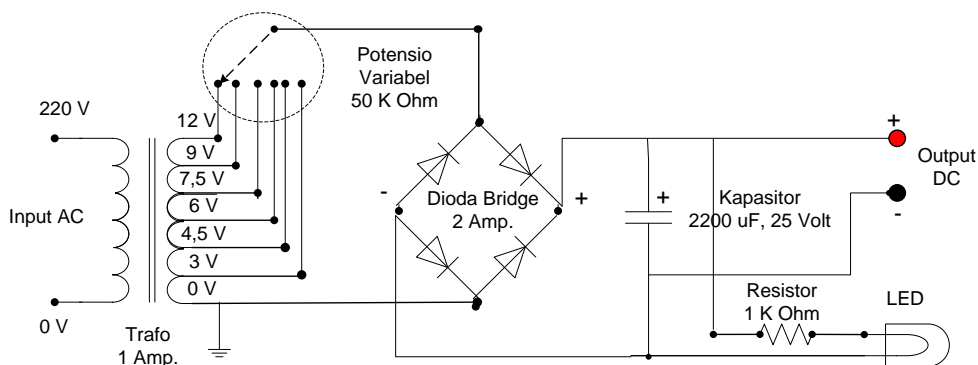 Potensio
Variabel
50 K Ohm
220 V
12 V
9 V
7,5 V
6 V
4,5 V
3 V
0 V
Input AC
0 V
Trafo
1 Amp.
-
Dioda Bridge
2 Amp.
+
+
Kapasitor
2200 uF, 25 Volt
+
Output
DC
-
Resistor
1 K Ohm
LED